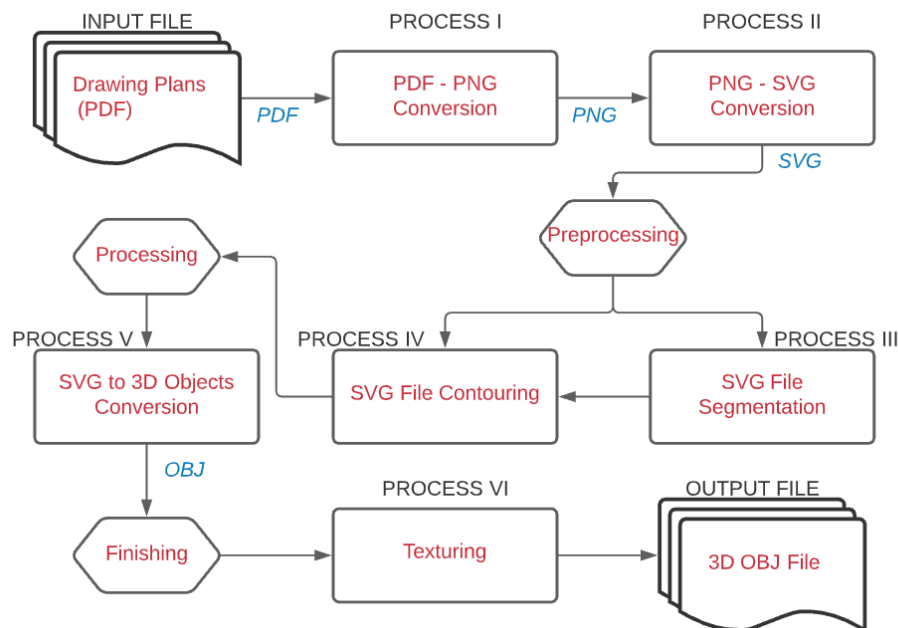 INPUT FILE
PROCESS I
PROCESS II
Drawing Plans
(PDF)
PDF
PDF - PNG
Conversion
PNG
PNG - SVG
Conversion
SVG
Preprocessing
Processing
PROCESS V
PROCESS IV
PROCESS III
SVG to 3D Objects
Conversion
SVG File Contouring
SVG File
Segmentation
OBJ
PROCESS VI
OUTPUT FILE
Finishing
Texturing
3D OBJ File